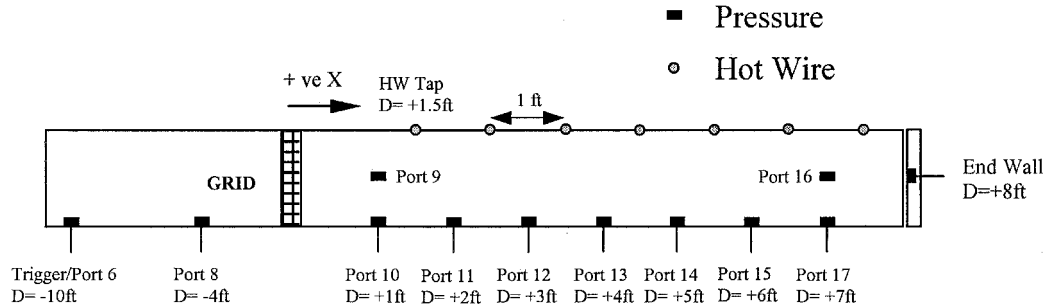 Pressure
Hot Wire
+ ve X
HW Tap
D= +1.5ft
1 ft
GRID
Port 9
Port 16
End Wall
D=+8ft
Trigger/Port 6
D= -10ft
Port 8
D= -4ft
Port 10
D= +1ft
Port 11
D= +2ft
Port 12
D= +3ft
Port 13
D= +4ft
Port 14
D= +5ft
Port 15
D= +6ft
Port 17
D= +7ft